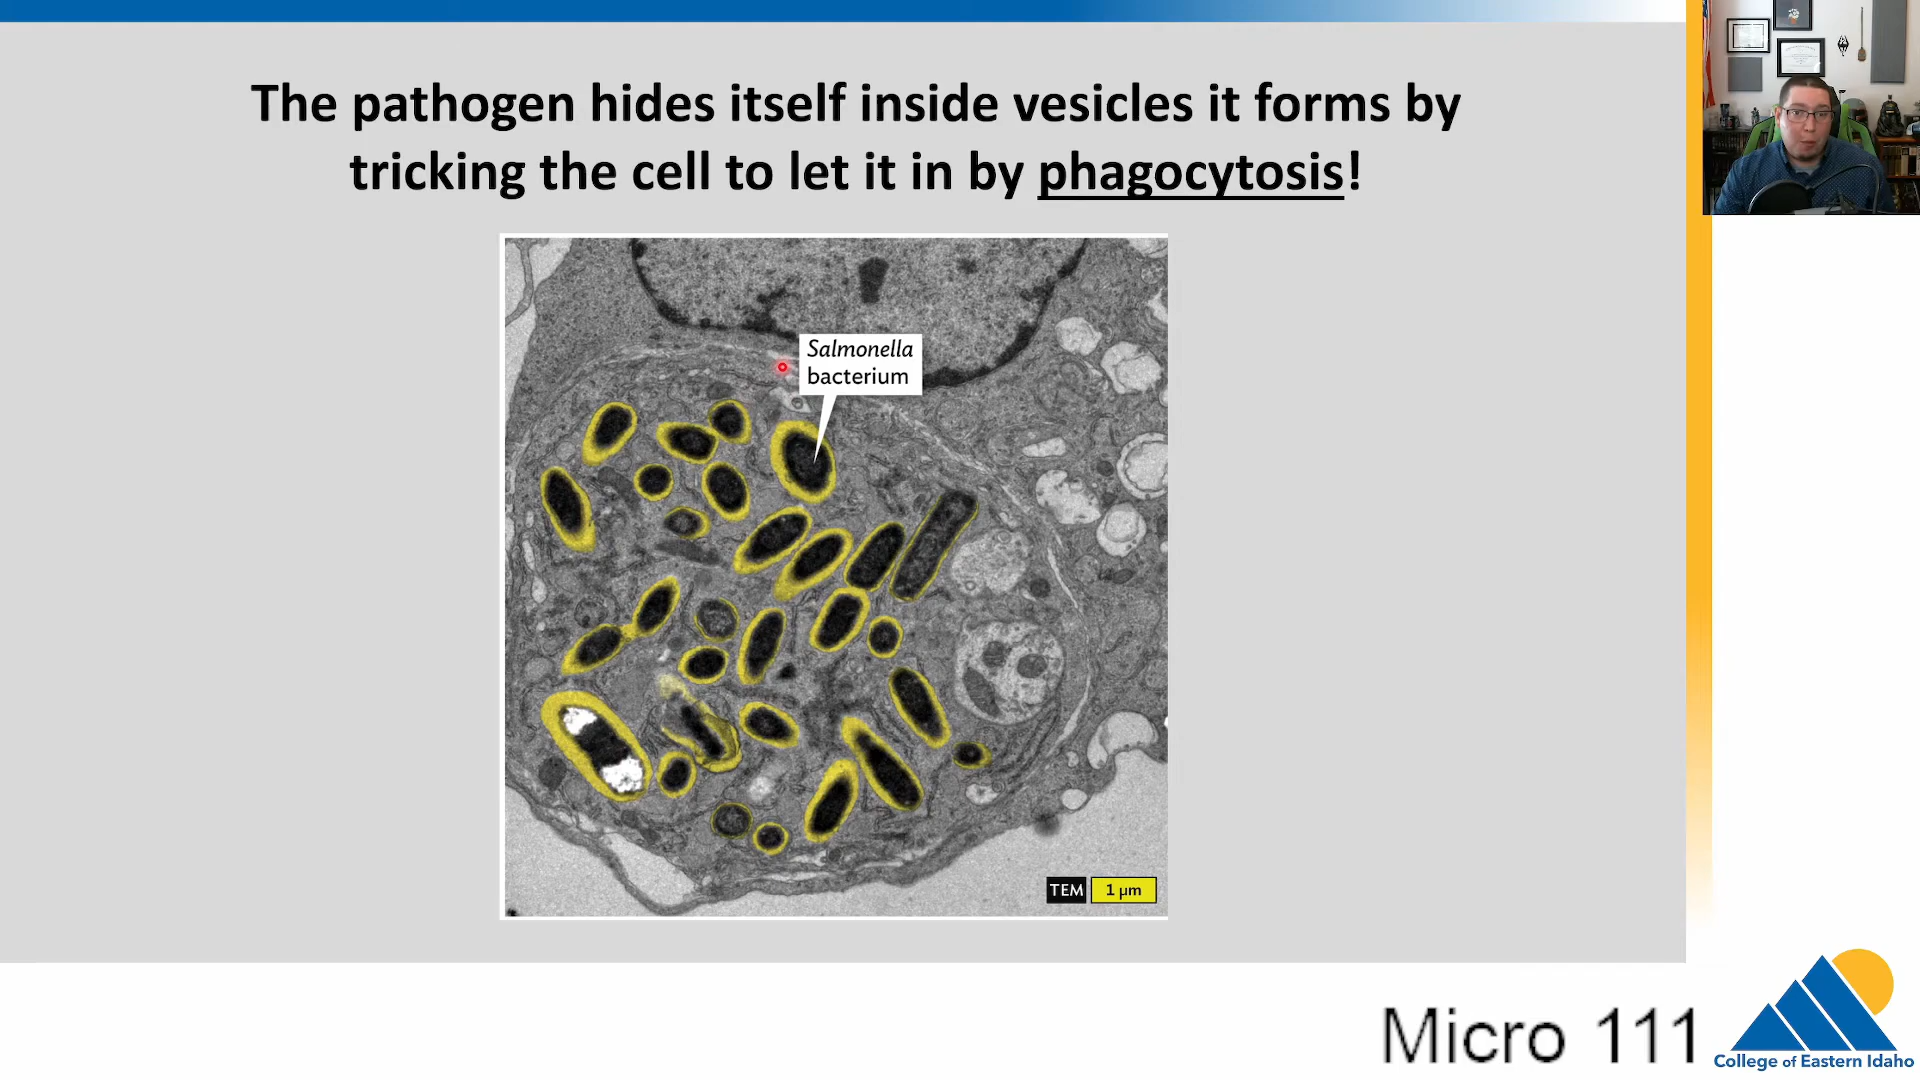 The pathogen hides itself inside vesicles it forms by
tricking the cell to let it in by phagocytosis!
Salmonella
bacterium
TEM 1 µm
Micro 111
College of Eastern Idaho